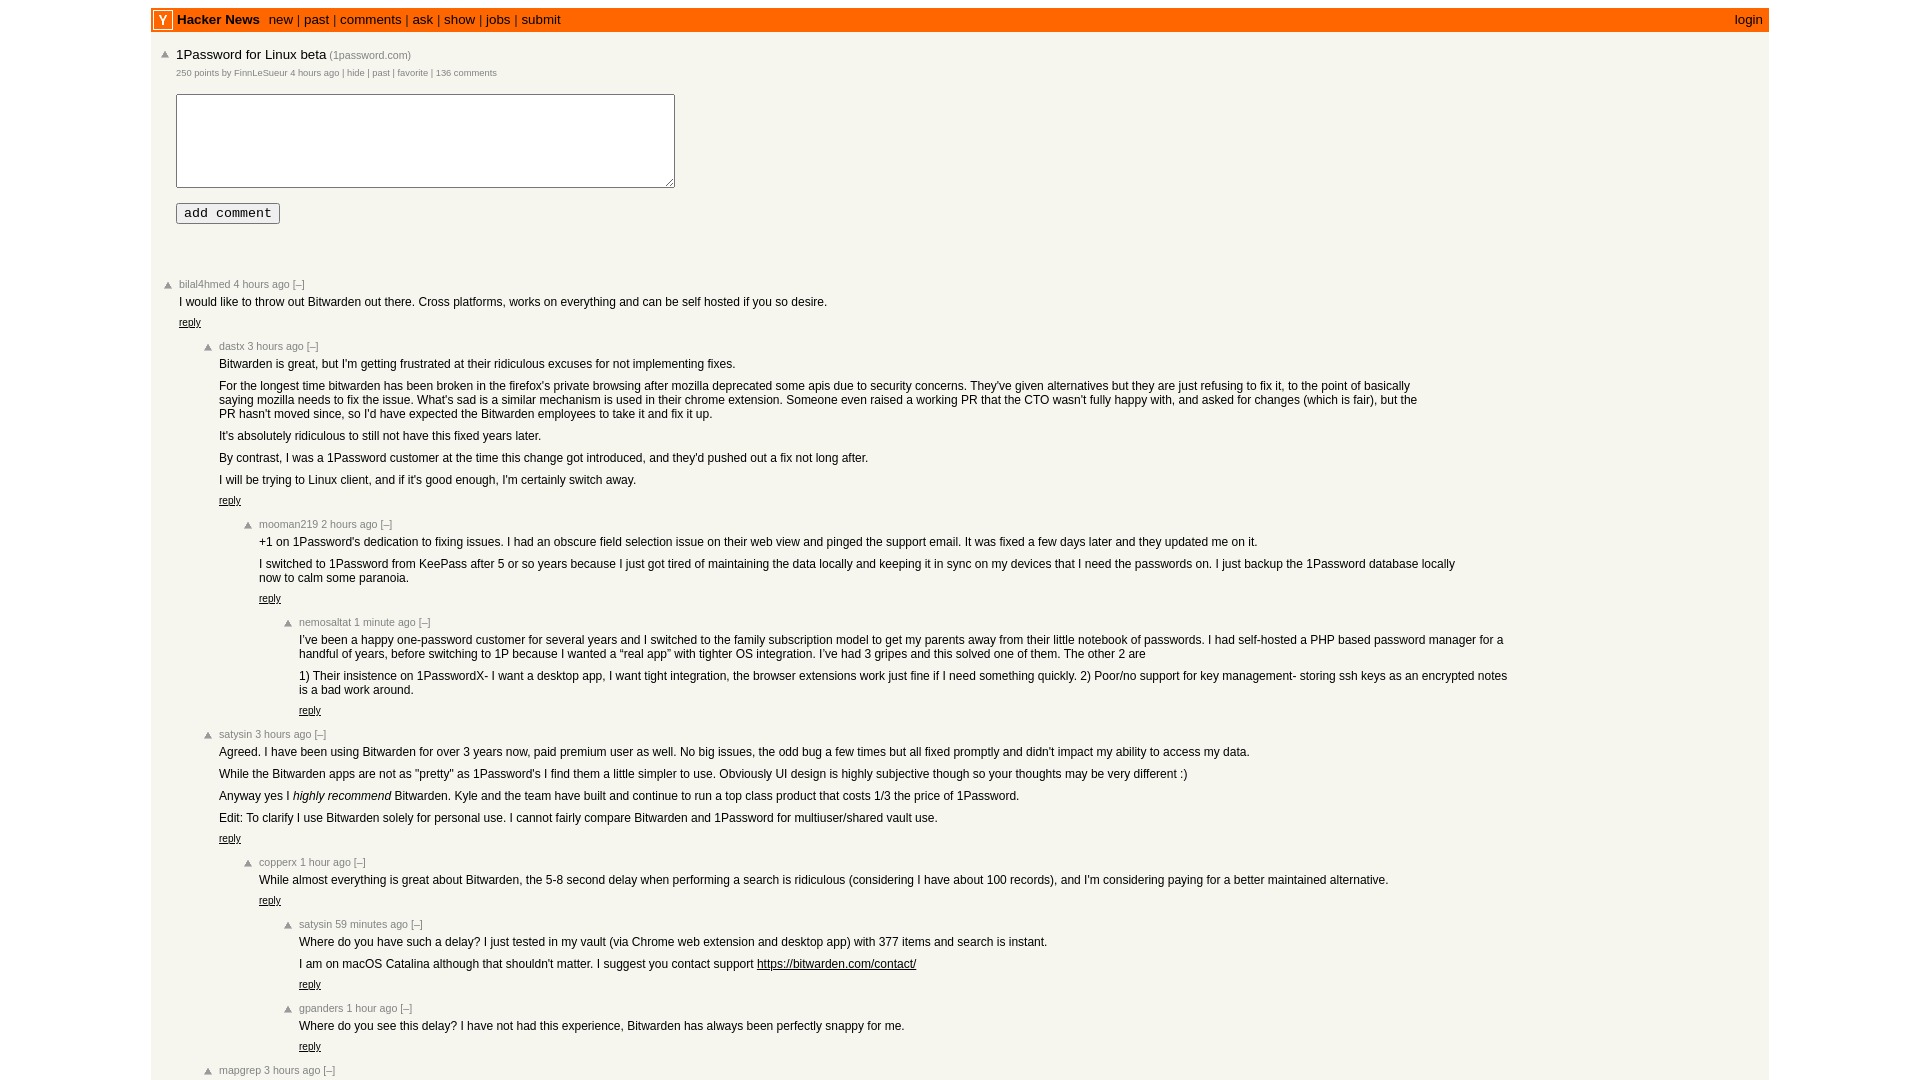 Y Hacker News new | past | comments | ask | show | jobs | submit login
1Password for Linux beta (1password.com)
250 points by FinnLeSueur 4 hours ago | hide | past | favorite | 136 comments
add comment
bilal4hmed 4 hours ago [–]
I would like to throw out Bitwarden out there. Cross platforms, works on everything and can be self hosted if you so desire.
reply
dastx 3 hours ago [–]
Bitwarden is great, but I'm getting frustrated at their ridiculous excuses for not implementing fixes.
For the longest time bitwarden has been broken in the firefox's private browsing after mozilla deprecated some apis due to security concerns. They've given alternatives but they are just refusing to fix it, to the point of basically
saying mozilla needs to fix the issue. What's sad is a similar mechanism is used in their chrome extension. Someone even raised a working PR that the CTO wasn't fully happy with, and asked for changes (which is fair), but the
PR hasn't moved since, so I'd have expected the Bitwarden employees to take it and fix it up.
It's absolutely ridiculous to still not have this fixed years later.
By contrast, I was a 1Password customer at the time this change got introduced, and they'd pushed out a fix not long after.
I will be trying to Linux client, and if it's good enough, I'm certainly switch away.
reply
mooman219 2 hours ago [–]
+1 on 1Password's dedication to fixing issues. I had an obscure field selection issue on their web view and pinged the support email. It was fixed a few days later and they updated me on it.
I switched to 1Password from KeePass after 5 or so years because I just got tired of maintaining the data locally and keeping it in sync on my devices that I need the passwords on. I just backup the 1Password database locally
now to calm some paranoia.
reply
nemosaltat 1 minute ago [–]
I’ve been a happy one-password customer for several years and I switched to the family subscription model to get my parents away from their little notebook of passwords. I had self-hosted a PHP based password manager for a
handful of years, before switching to 1P because I wanted a “real app” with tighter OS integration. I’ve had 3 gripes and this solved one of them. The other 2 are
1) Their insistence on 1PasswordX- I want a desktop app, I want tight integration, the browser extensions work just fine if I need something quickly. 2) Poor/no support for key management- storing ssh keys as an encrypted notes
is a bad work around.
reply
satysin 3 hours ago [–]
Agreed. I have been using Bitwarden for over 3 years now, paid premium user as well. No big issues, the odd bug a few times but all fixed promptly and didn't impact my ability to access my data.
While the Bitwarden apps are not as "pretty" as 1Password's I find them a little simpler to use. Obviously UI design is highly subjective though so your thoughts may be very different :)
Anyway yes I highly recommend Bitwarden. Kyle and the team have built and continue to run a top class product that costs 1/3 the price of 1Password.
Edit: To clarify I use Bitwarden solely for personal use. I cannot fairly compare Bitwarden and 1Password for multiuser/shared vault use.
reply
copperx 1 hour ago [–]
While almost everything is great about Bitwarden, the 5-8 second delay when performing a search is ridiculous (considering I have about 100 records), and I'm considering paying for a better maintained alternative.
reply
satysin 59 minutes ago [–]
Where do you have such a delay? I just tested in my vault (via Chrome web extension and desktop app) with 377 items and search is instant.
I am on macOS Catalina although that shouldn't matter. I suggest you contact support https://bitwarden.com/contact/
reply
gpanders 1 hour ago [–]
Where do you see this delay? I have not had this experience, Bitwarden has always been perfectly snappy for me.
reply
mapgrep 3 hours ago [–]